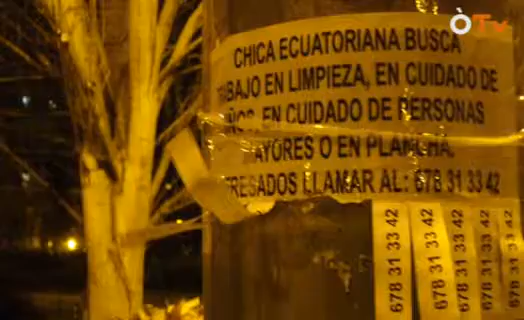 ÒTv
CHICA ECUATORIANA BUSCA
BAJO EN LIMPIEZA, EN CUIDADO DE
ÑOS, EN CUIDADO DE PERSONAS
AYORES O EN PLANCHA.
TRESADOS LLAMAR AL: 678 31 33 42
678 31 33 42
678 31 33 42
678 31 33 42
678 31 33 42
678 31 33 42